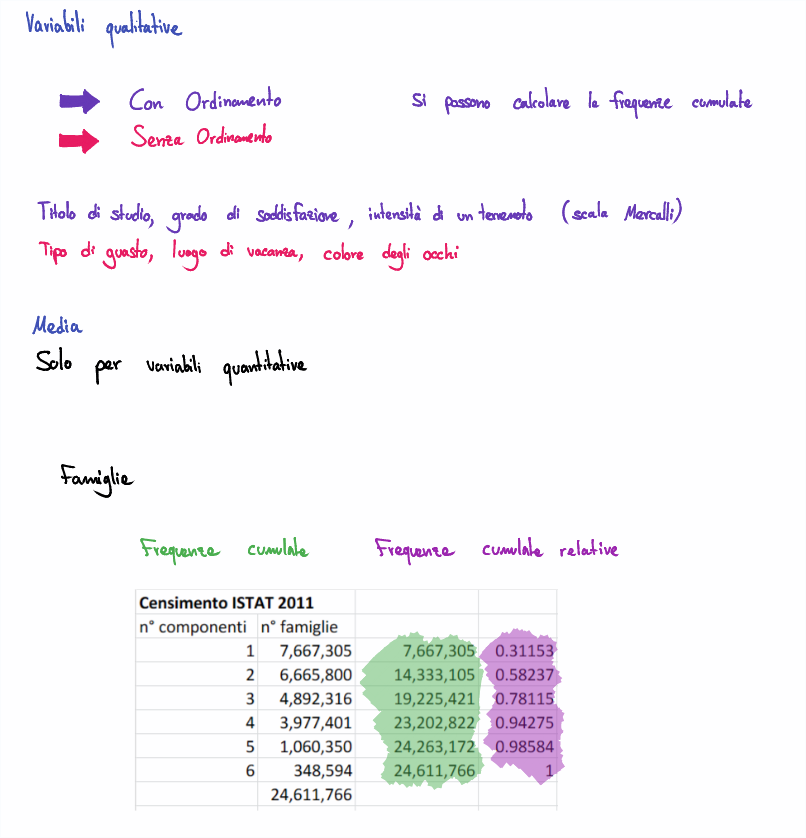 Variabili qualitative
Con Ordinamento Si possono calcolare le frequenze cumulate
Senza Ordinamento
Titolo di studio, grado di soddisfazione, intensità di un terremoto (scala Mercalli)
Tipo di guasto, luogo di vacanza, colore degli occhi
Media
Solo per variabili quantitative
Famiglie
Frequenze cumulate Frequenze cumulate relative
Censimento ISTAT 2011
n° componenti n° famiglie
1 7,667,305 7,667,305 0.31153
2 6,665,800 14,333,105 0.58237
3 4,892,316 19,225,421 0.78115
4 3,977,401 23,202,822 0.94275
5 1,060,350 24,263,172 0.98584
6 348,594 24,611,766 1
24,611,766